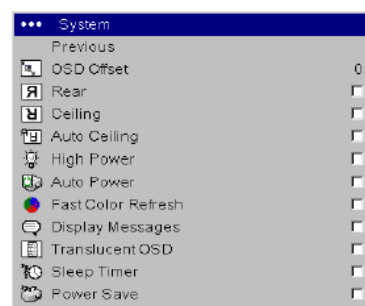 ••• System
Previous
OSD Offset 0
Rear
Ceiling
Auto Ceiling
High Power
Auto Power
Fast Color Refresh
Display Messages
Translucent OSD
Sleep Timer
Power Save